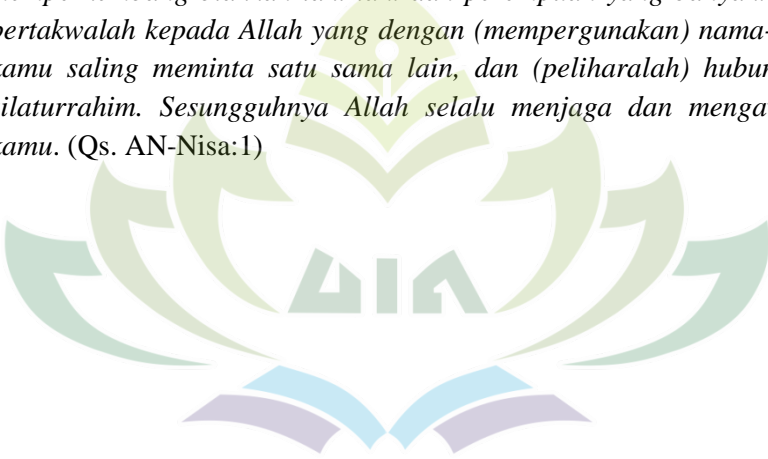 bertakwalah kepada Allah yang dengan (mempergunakan) nama-
kamu saling meminta satu sama lain, dan (peliharalah) hubun
silaturrahim. Sesungguhnya Allah selalu menjaga dan menga
kamu. (Qs. AN-Nisa:1)
UIN